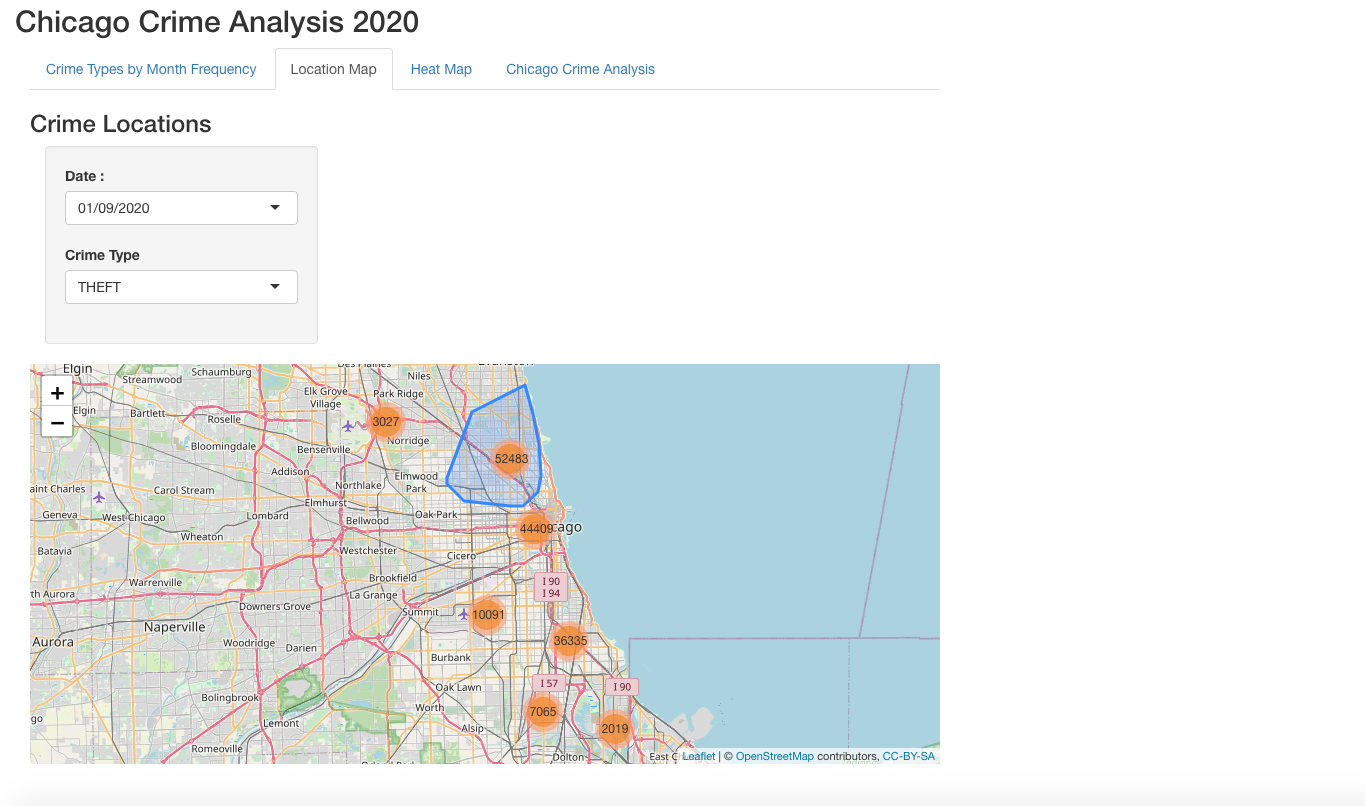 Chicago Crime Analysis 2020
Crime Types by Month Frequency
Location Map
Heat Map
Chicago Crime Analysis
Crime Locations
Date :
01/09/2020
Crime Type
THEFT
+
−
Elgin
Schaumburg
Des Plaines
Evanston
Streamwood
Niles
Elk Grove
Village
Park Ridge
Elgin
Bartlett
Roselle
3027
Norridge
Bloomingdale
Bensenville
52483
Addison
Elmwood
Park
Northlake
aint Charles
Carol Stream
Elmhurst
Geneva
West Chicago
Lombard
Bellwood
Oak Park
44409
cago
Wheaton
Batavia
Westchester
Cicero
Warrenville
Brookfield
I 90
I 94
th Aurora
La Grange
Downers Grove
Summit
10091
Naperville
Aurora
Woodridge
Darien
36335
Burbank
I 57
I 90
Oak Lawn
Bolingbrook
Worth
7065
go
Lemont
Alsip
2019
Romeoville
Dolton
East C
Leaflet | © OpenStreetMap contributors, CC-BY-SA